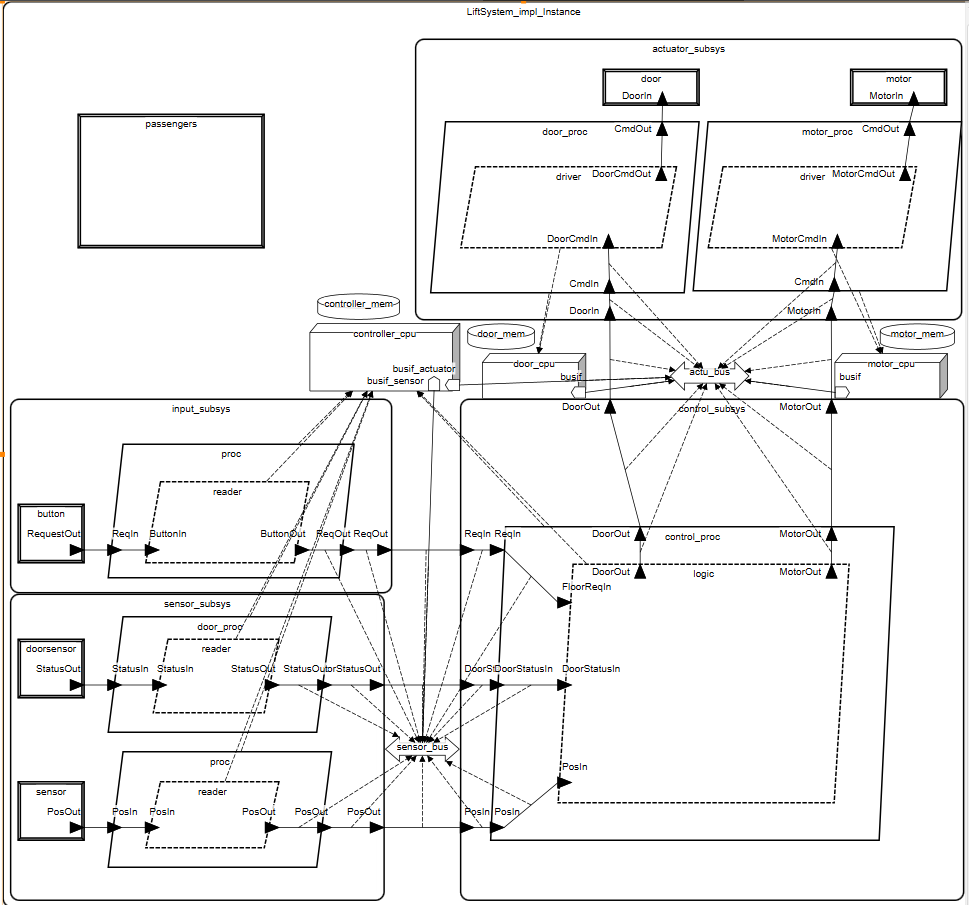 LiftSystem_impl_Instance
actuator_subsys
door
DoorIn
motor
MotorIn
passengers
door_proc
CmdOut
motor_proc
CmdOut
driver
DoorCmdOut
driver
MotorCmdOut
DoorCmdIn
MotorCmdIn
CmdIn
CmdIn
DoorIn
MotorIn
controller_mem
door_mem
motor_mem
controller_cpu
door_cpu
motor_cpu
busif_actuator
busif_sensor
busif
actu_bus
busif
input_subsys
DoorOut
control_subsys
MotorOut
proc
reader
button
RequestOut
ReqIn
ButtonIn
ButtonOut
ReqOut
ReqOut
ReqIn
ReqIn
DoorOut
control_proc
MotorOut
DoorOut
logic
MotorOut
FloorReqIn
sensor_subsys
door_proc
doorsensor
reader
StatusOut
StatusIn
StatusIn
StatusOut
StatusOut
orStatusOut
DoorSt
DoorStatusIn
DoorStatusIn
sensor_bus
proc
PosIn
sensor
reader
PosOut
PosIn
PosIn
PosOut
PosOut
PosOut
PosIn
PosIn